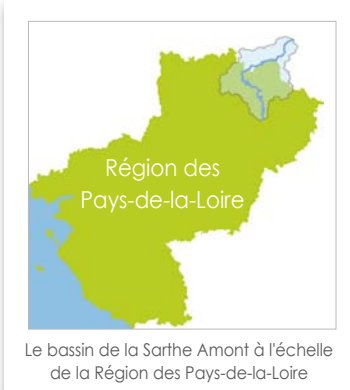 Région des
Pays-de-la-Loire
Le bassin de la Sarthe Amont à l'échelle
de la Région des Pays-de-la-Loire